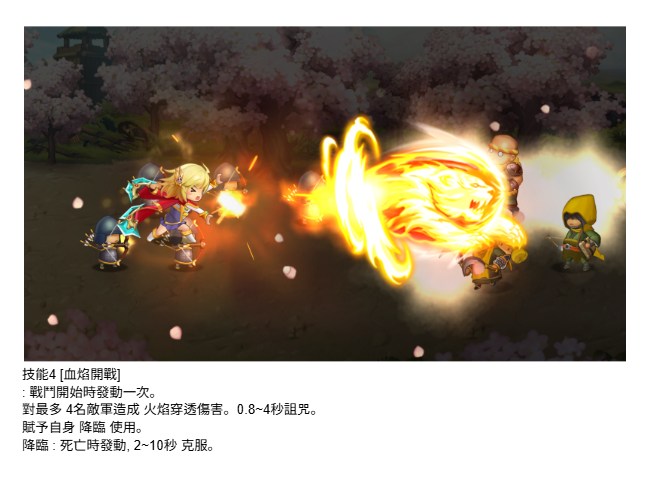 技能4 [血焰開戰]
: 戰鬥開始時發動一次。
對最多 4名敵軍造成 火焰穿透傷害。0.8~4秒詛咒。
賦予自身 降臨 使用。
降臨 : 死亡時發動, 2~10秒 克服。